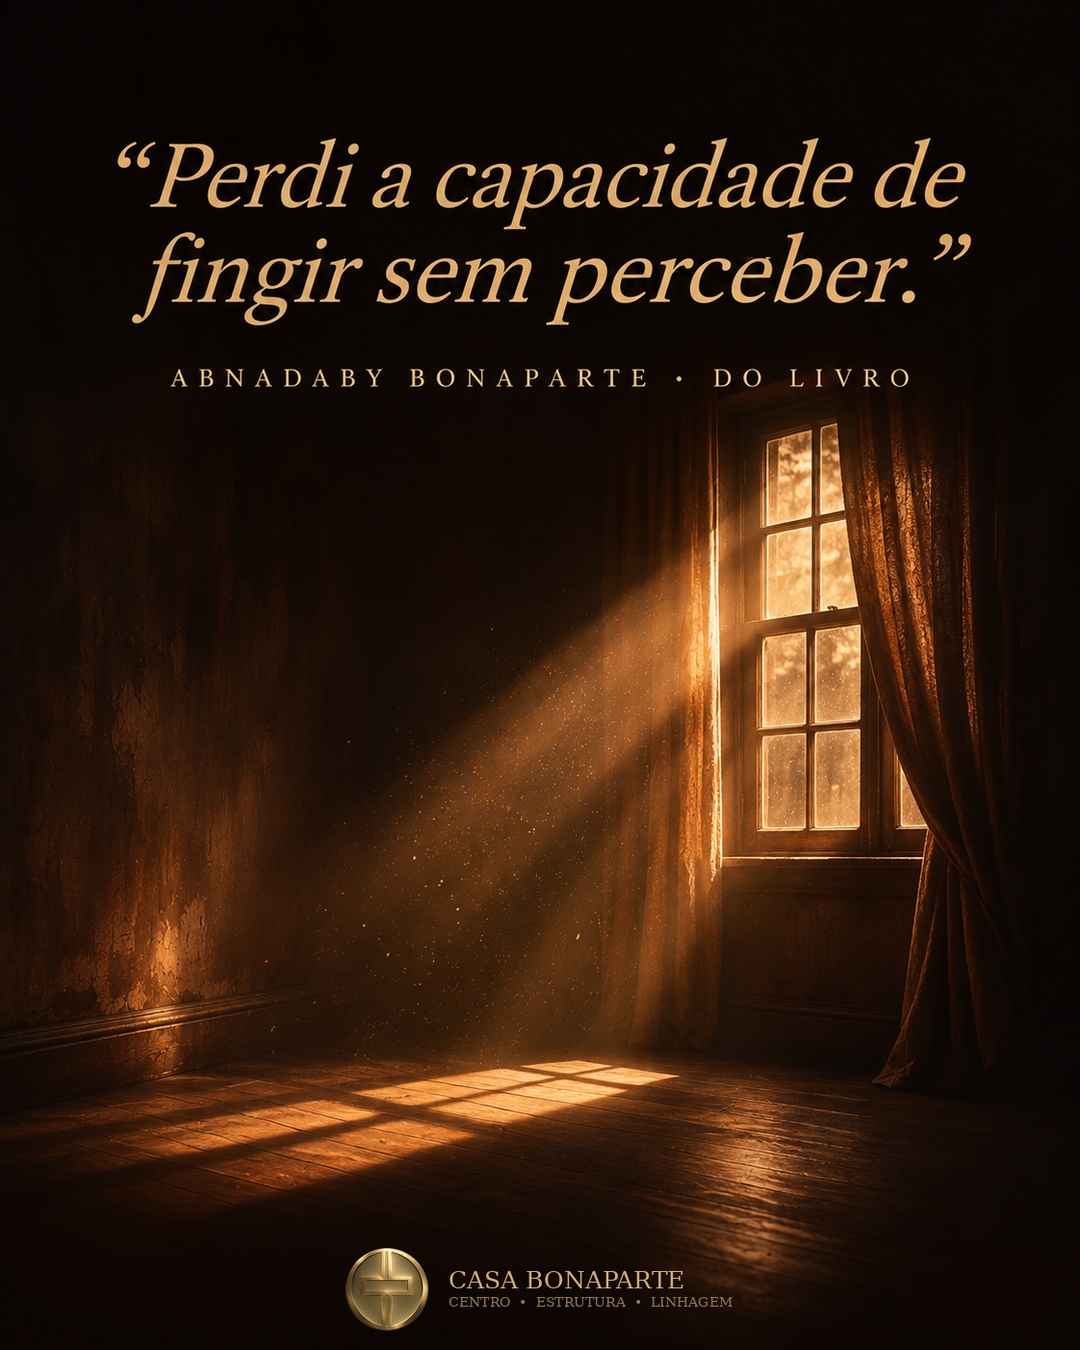 “Perdi a capacidade de
fingir sem perceber.”
ABNADABY BONAPARTE • DO LIVRO
CASA BONAPARTE
CENTRO • ESTRUTURA • LINHAGEM